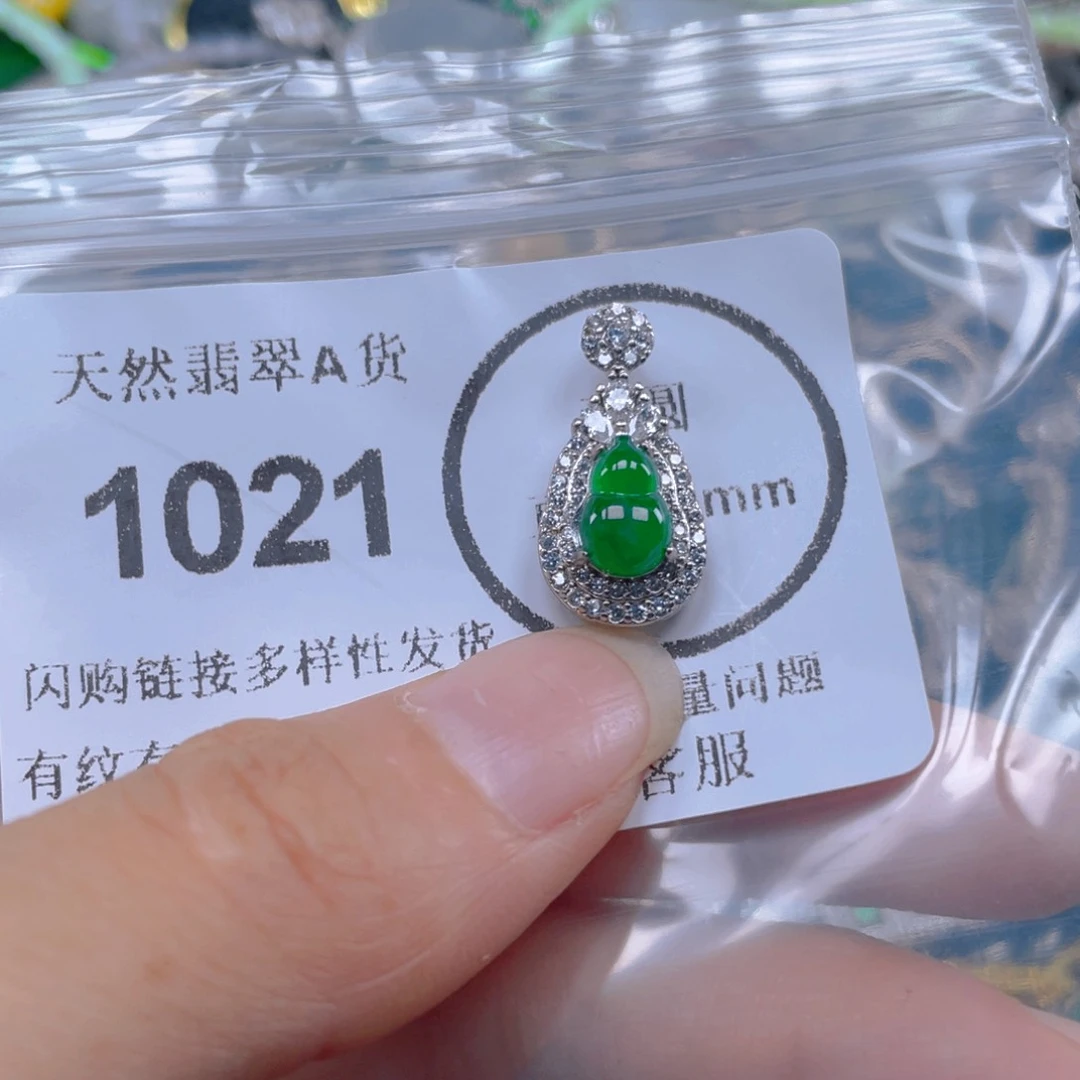 天然翡翠A货
圆
mm
1021
闪购链接多样性发货
量问题
有纹
客服